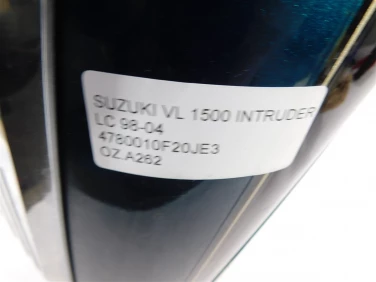 SUZUKI VL 1500 INTRUDER
LC 98-04
4780010F20JE3
OZ.A262